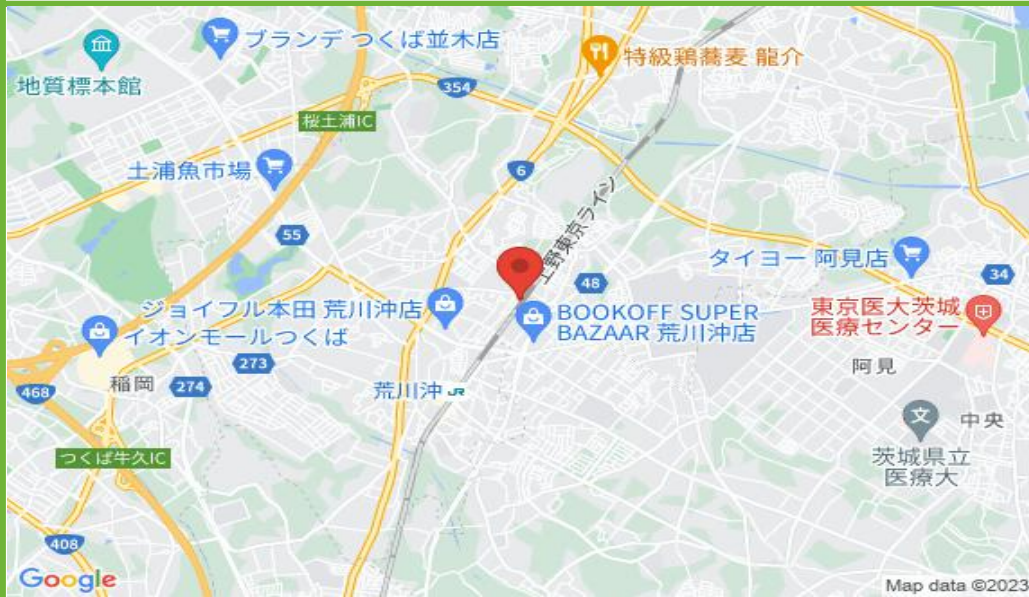 ブランデ つくば並木店
地質標本館
特級鶏蕎麦 龍介
354
桜土浦IC
土浦魚市場
6
上野東京ライン
55
タイヨー 阿見店
48
34
ジョイフル本田 荒川沖店
BOOKOFF SUPER
BAZAAR 荒川沖店
東京医大茨城
医療センター
イオンモールつくば
273
阿見
稲岡
274
468
荒川沖 JR
中央
つくば牛久IC
茨城県立
医療大
408
Google
Map data ©2023